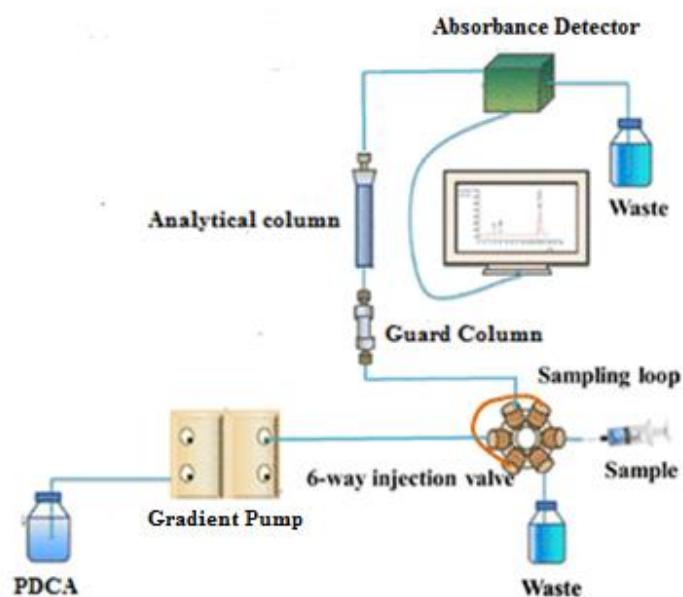 Absorbance Detector
Analytical column
Waste
Guard Column
Sampling loop
6-way injection valve
Sample
Gradient Pump
PDCA
Waste